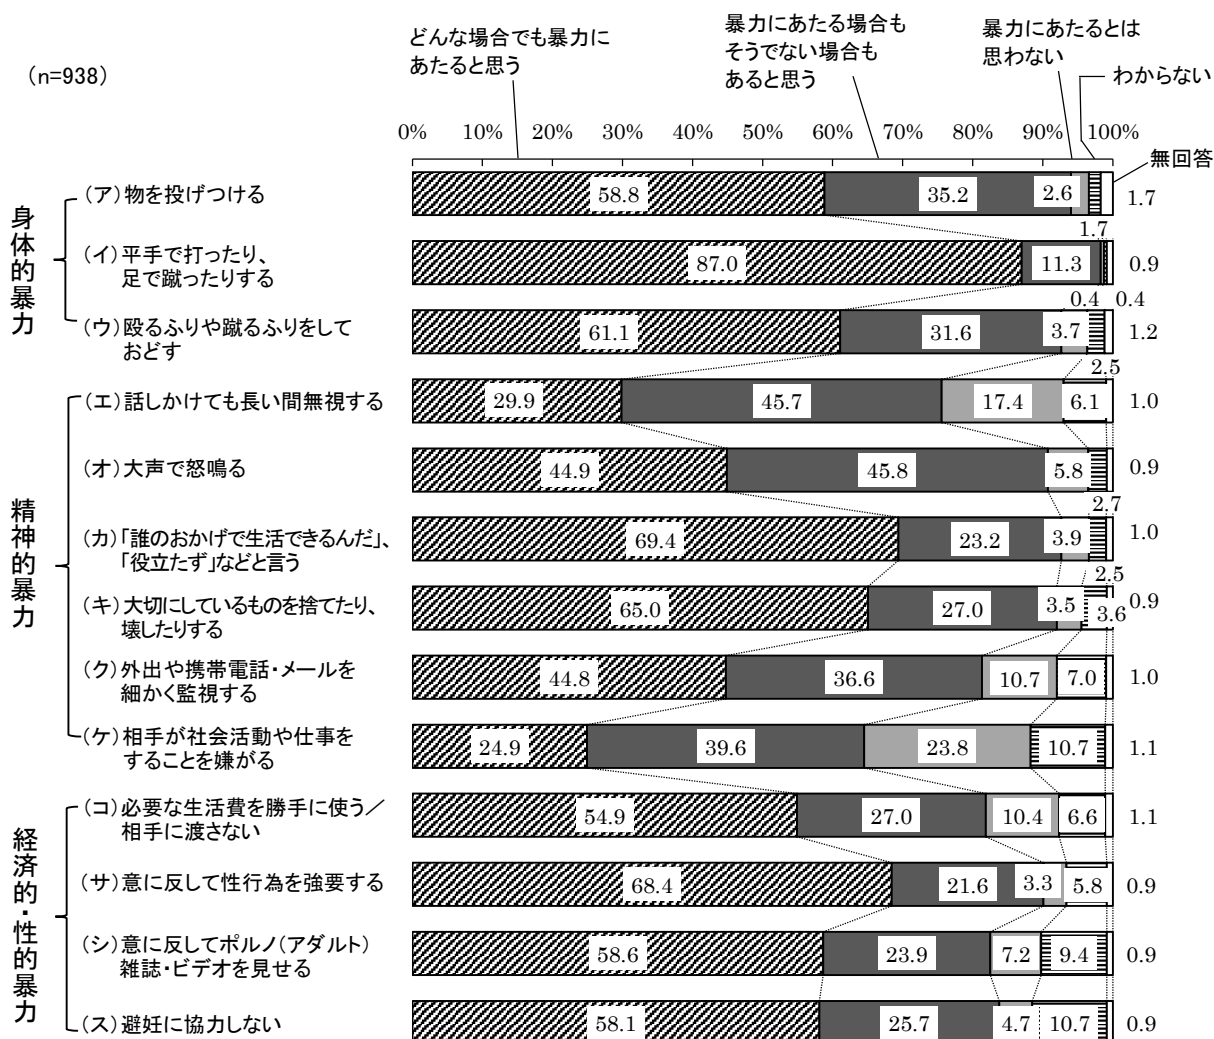 (n=938)
どんな場合でも暴力に
あたると思う
暴力にあたる場合も
そうでない場合も
あると思う
暴力にあたるとは
思わない
わからない
無回答
0% 10% 20% 30% 40% 50% 60% 70% 80% 90% 100%
身体的暴力
(ア)物を投げつける
58.8 35.2 2.6 1.7
1.7
(イ)平手で打ったり、
足で蹴ったりする
87.0 11.3 0.9
0.4 0.4
(ウ)殴るふりや蹴るふりをして
おどす
61.1 31.6 3.7 1.2
2.5
精神的暴力
(エ)話しかけても長い間無視する
29.9 45.7 17.4 6.1 1.0
(オ)大声で怒鳴る
44.9 45.8 5.8 0.9
2.7
(カ)「誰のおかげで生活できるんだ」、
「役立たず」などと言う
69.4 23.2 3.9 1.0
2.5
(キ)大切にしているものを捨てたり、
壊したりする
65.0 27.0 3.5 3.6 0.9
(ク)外出や携帯電話・メールを
細かく監視する
44.8 36.6 10.7 7.0 1.0
(ケ)相手が社会活動や仕事を
することを嫌がる
24.9 39.6 23.8 10.7 1.1
経済的・性的暴力
(コ)必要な生活費を勝手に使う/
相手に渡さない
54.9 27.0 10.4 6.6 1.1
(サ)意に反して性行為を強要する
68.4 21.6 3.3 5.8 0.9
(シ)意に反してポルノ(アダルト)
雑誌・ビデオを見せる
58.6 23.9 7.2 9.4 0.9
(ス)避妊に協力しない
58.1 25.7 4.7 10.7 0.9